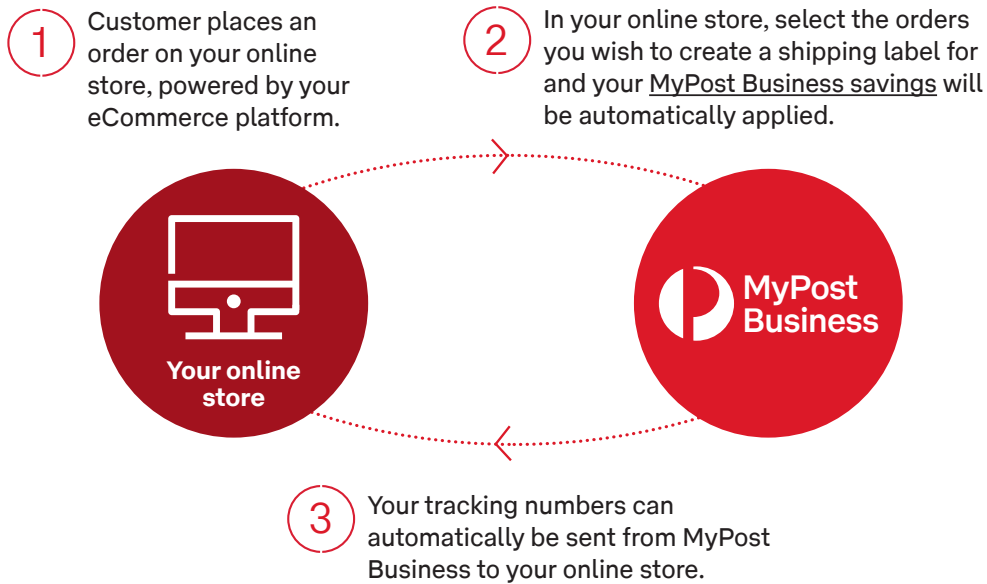 1
Customer places an
order on your online
store, powered by your
eCommerce platform.
2
In your online store, select the orders
you wish to create a shipping label for
and your MyPost Business savings will
be automatically applied.
Your online
store
MyPost
Business
3
Your tracking numbers can
automatically be sent from MyPost
Business to your online store.